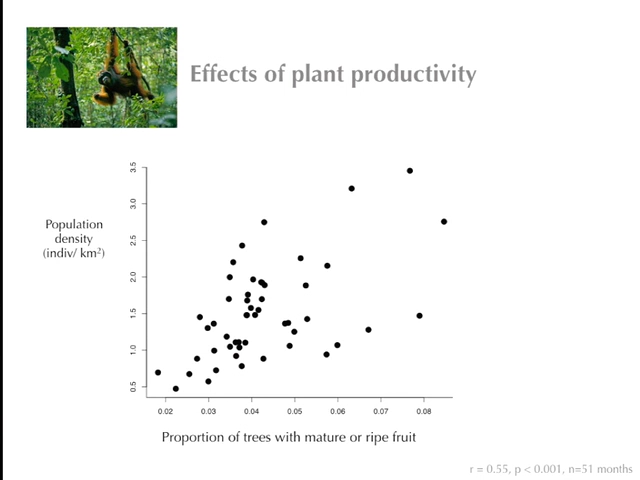 Effects of plant productivity
Population
density
(indiv/ km²)
3.5
3.0
2.5
2.0
1.5
1.0
0.5
0.02 0.03 0.04 0.05 0.06 0.07 0.08
Proportion of trees with mature or ripe fruit
r = 0.55, p < 0.001, n=51 months